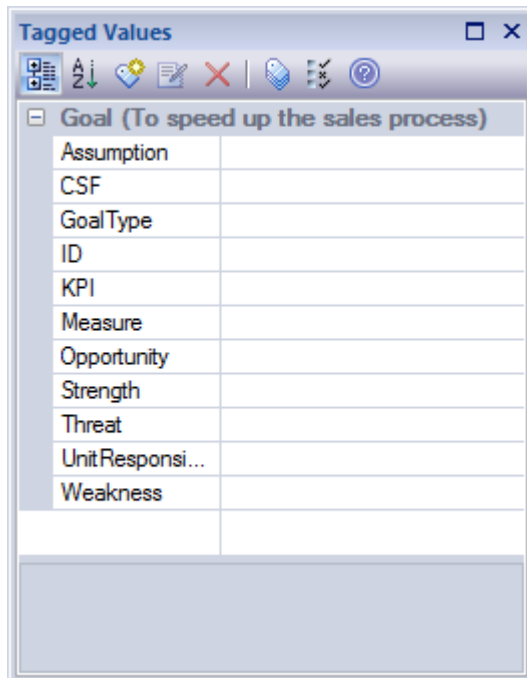 Tagged Values
Goal (To speed up the sales process)
Assumption
CSF
GoalType
ID
KPI
Measure
Opportunity
Strength
Threat
UnitResponsi...
Weakness